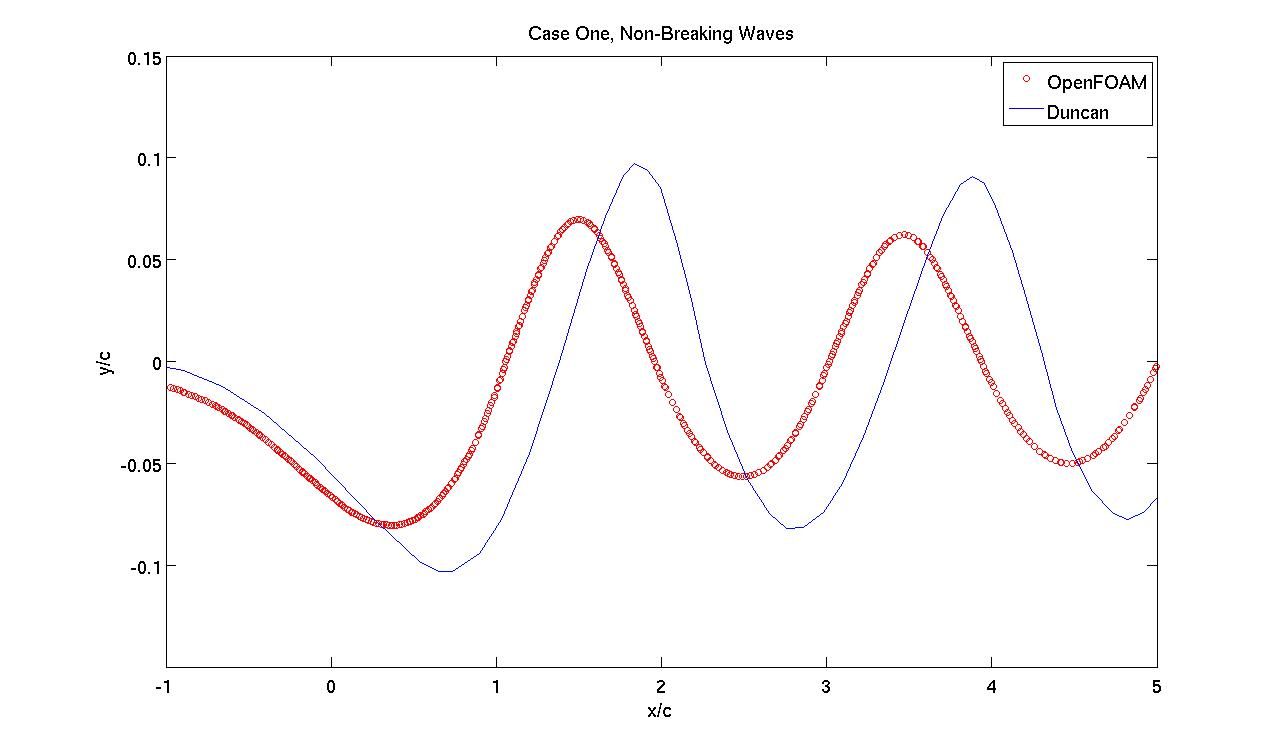 Case One, Non-Breaking Waves
OpenFOAM
Duncan
0.15
0.1
0.05
0
-0.05
-0.1
y/c
-1 0 1 2 3 4 5
x/c